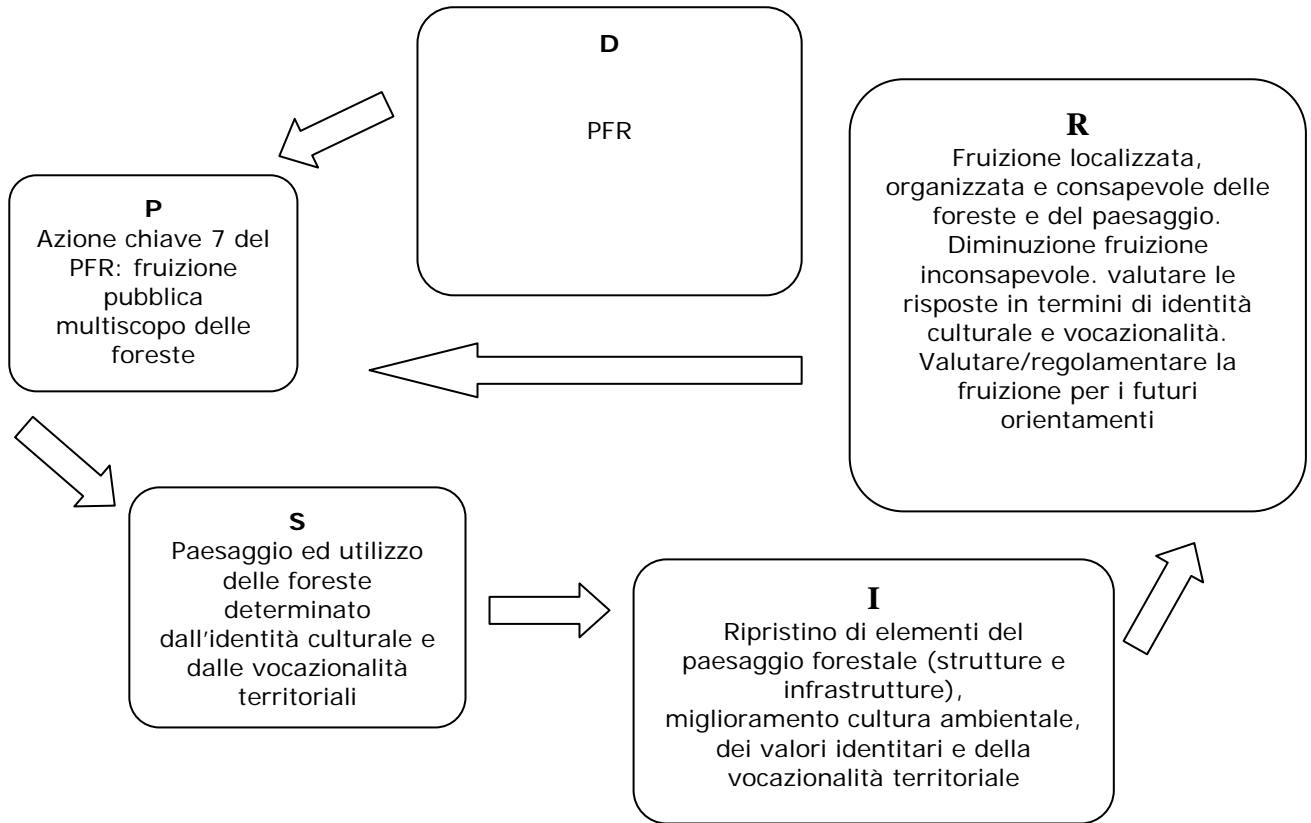 D
PFR
P
Azione chiave 7 del
PFR: fruizione
pubblica
multiscopo delle
foreste
S
Paesaggio ed utilizzo
delle foreste
determinato
dall'identità culturale e
dalle vocazionalità
territoriali
I
Ripristino di elementi del
paesaggio forestale (strutture e
infrastrutture),
miglioramento cultura ambientale,
dei valori identitari e della
vocazionalità territoriale
R
Fruizione localizzata,
organizzata e consapevole delle
foreste e del paesaggio.
Diminuzione fruizione
inconsapevole. valutare le
risposte in termini di identità
culturale e vocazionalità.
Valutare/regolamentare la
fruizione per i futuri
orientamenti